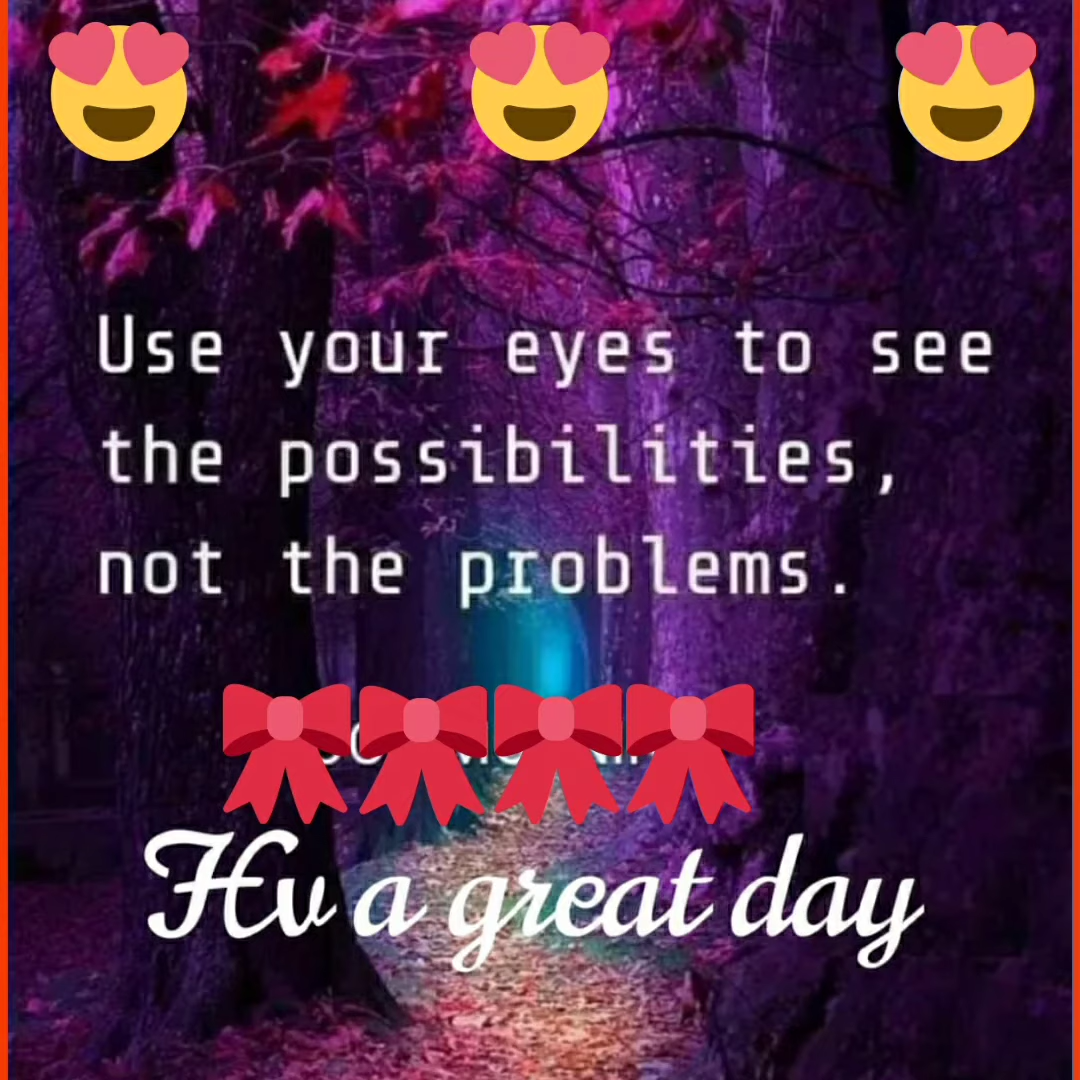 Use your eyes to see
the possibilities,
not the problems.
Hv a great day